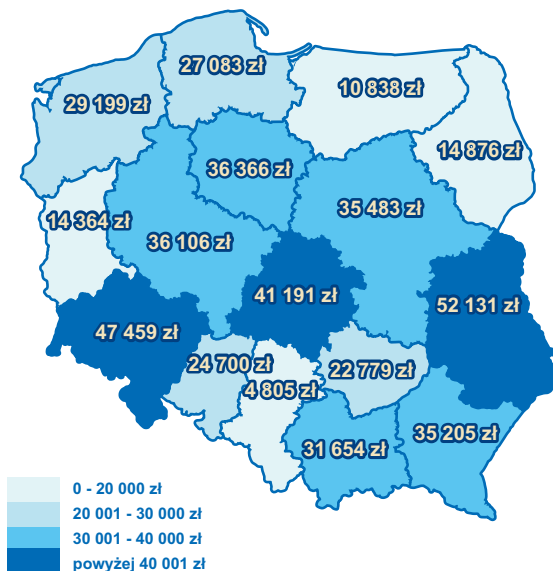 27 083 zł
10 838 zł
29 199 zł
14 876 zł
36 366 zł
35 483 zł
14 364 zł
36 106 zł
41 191 zł
52 131 zł
47 459 zł
24 700 zł
22 779 zł
4 805 zł
35 205 zł
31 654 zł
0 - 20 000 zł
20 001 - 30 000 zł
30 001 - 40 000 zł
powyżej 40 001 zł